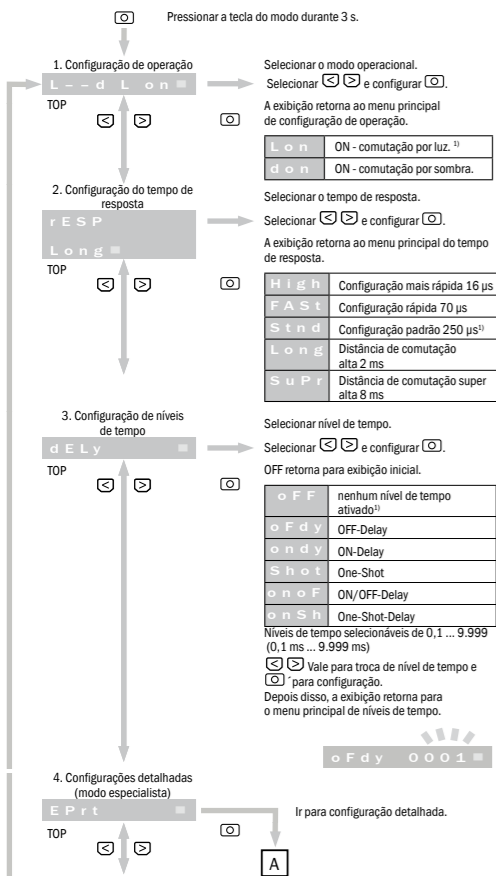 Pressionar a tecla do modo durante 3 s.
1. Configuração de operação
L - - d L on
TOP
Selecionar o modo operacional.
Selecionar < > e configurar O.
A exibição retorna ao menu principal
de configuração de operação.
L o n ON - comutação por luz. 1)
d o n ON - comutação por sombra.
2. Configuração do tempo de
resposta
r E S P
L o n g
TOP
Selecionar o tempo de resposta.
Selecionar < > e configurar O.
A exibição retorna ao menu principal do tempo
de resposta.
H i g h Configuração mais rápida 16 µs
F A S t Configuração rápida 70 µs
S t n d Configuração padrão 250 µs1)
L o n g Distância de comutação
alta 2 ms
S u P r Distância de comutação super
alta 8 ms
3. Configuração de níveis
de tempo
d E L y
TOP
Selecionar nível de tempo.
Selecionar < > e configurar O.
OFF retorna para exibição inicial.
o F F nenhum nível de tempo
ativado1)
o F d y OFF-Delay
o n d y ON-Delay
S h o t One-Shot
o n o F ON/OFF-Delay
o n S h One-Shot-Delay
Níveis de tempo selecionáveis de 0,1 ... 9.999
(0,1 ms ... 9.999 ms)
< > Vale para troca de nível de tempo e
O ´para configuração.
Depois disso, a exibição retorna para
o menu principal de níveis de tempo.
o F d y 0 0 0 1
4. Configurações detalhadas
(modo especialista)
E P r t
TOP
Ir para configuração detalhada.
A